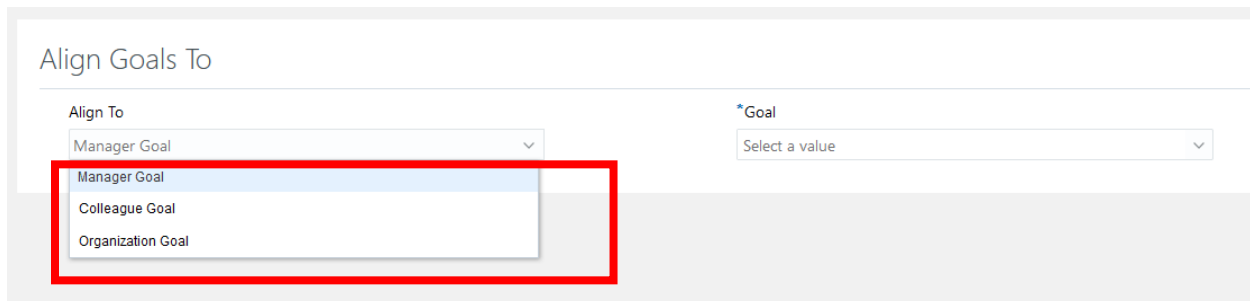 Align Goals To
Align To
*Goal
Manager Goal
Select a value
Manager Goal
Colleague Goal
Organization Goal